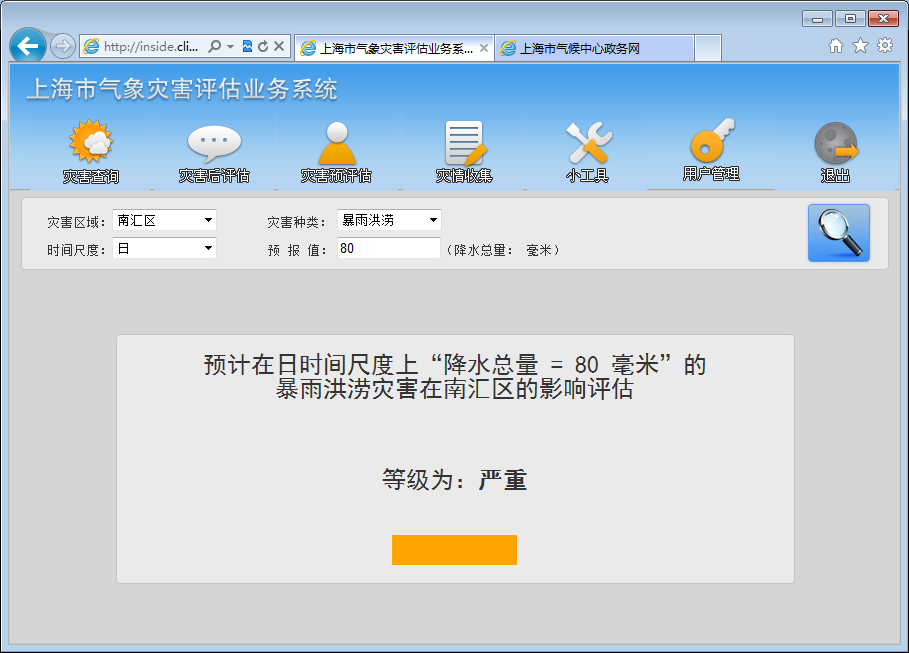 http://inside.cli...
上海市气象灾害评估业务系...
上海市气候中心政务网
上海市气象灾害评估业务系统
灾害查询
灾害后评估
灾害预评估
灾情收集
小工具
用户管理
退出
灾害区域： 南汇区
灾害种类： 暴雨洪涝
时间尺度： 日
预 报 值： 80 （降水总量： 毫米）
预计在日时间尺度上“降水总量 = 80 毫米”的
暴雨洪涝灾害在南汇区的影响评估
等级为：严重